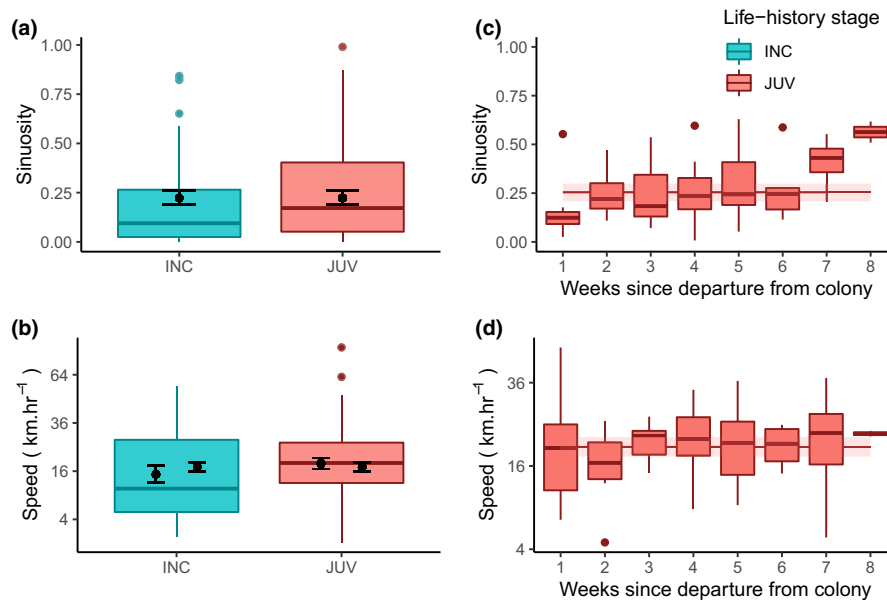 (a)
1.00
0.75
0.50
0.25
0.00
Sinuosity
INC
JUV
(c)
1.00
0.75
0.50
0.25
0.00
Sinuosity
Life−history stage
INC
JUV
1 2 3 4 5 6 7 8
Weeks since departure from colony
(b)
64
36
16
4
Speed ( km.hr⁻¹ )
INC
JUV
(d)
36
16
4
Speed ( km.hr⁻¹ )
1 2 3 4 5 6 7 8
Weeks since departure from colony